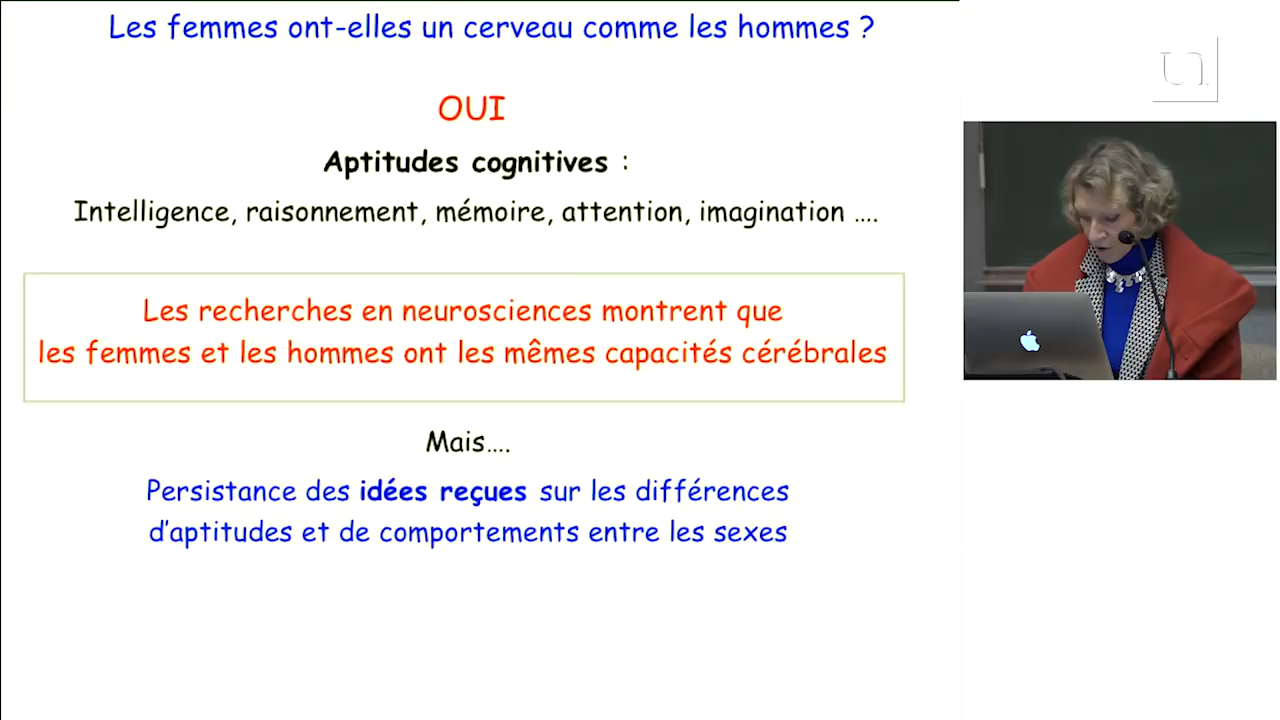 Les femmes ont-elles un cerveau comme les hommes ?
OUI
Aptitudes cognitives :
Intelligence, raisonnement, mémoire, attention, imagination ....
Les recherches en neurosciences montrent que
les femmes et les hommes ont les mêmes capacités cérébrales
Mais....
Persistance des idées reçues sur les différences
d'aptitudes et de comportements entre les sexes